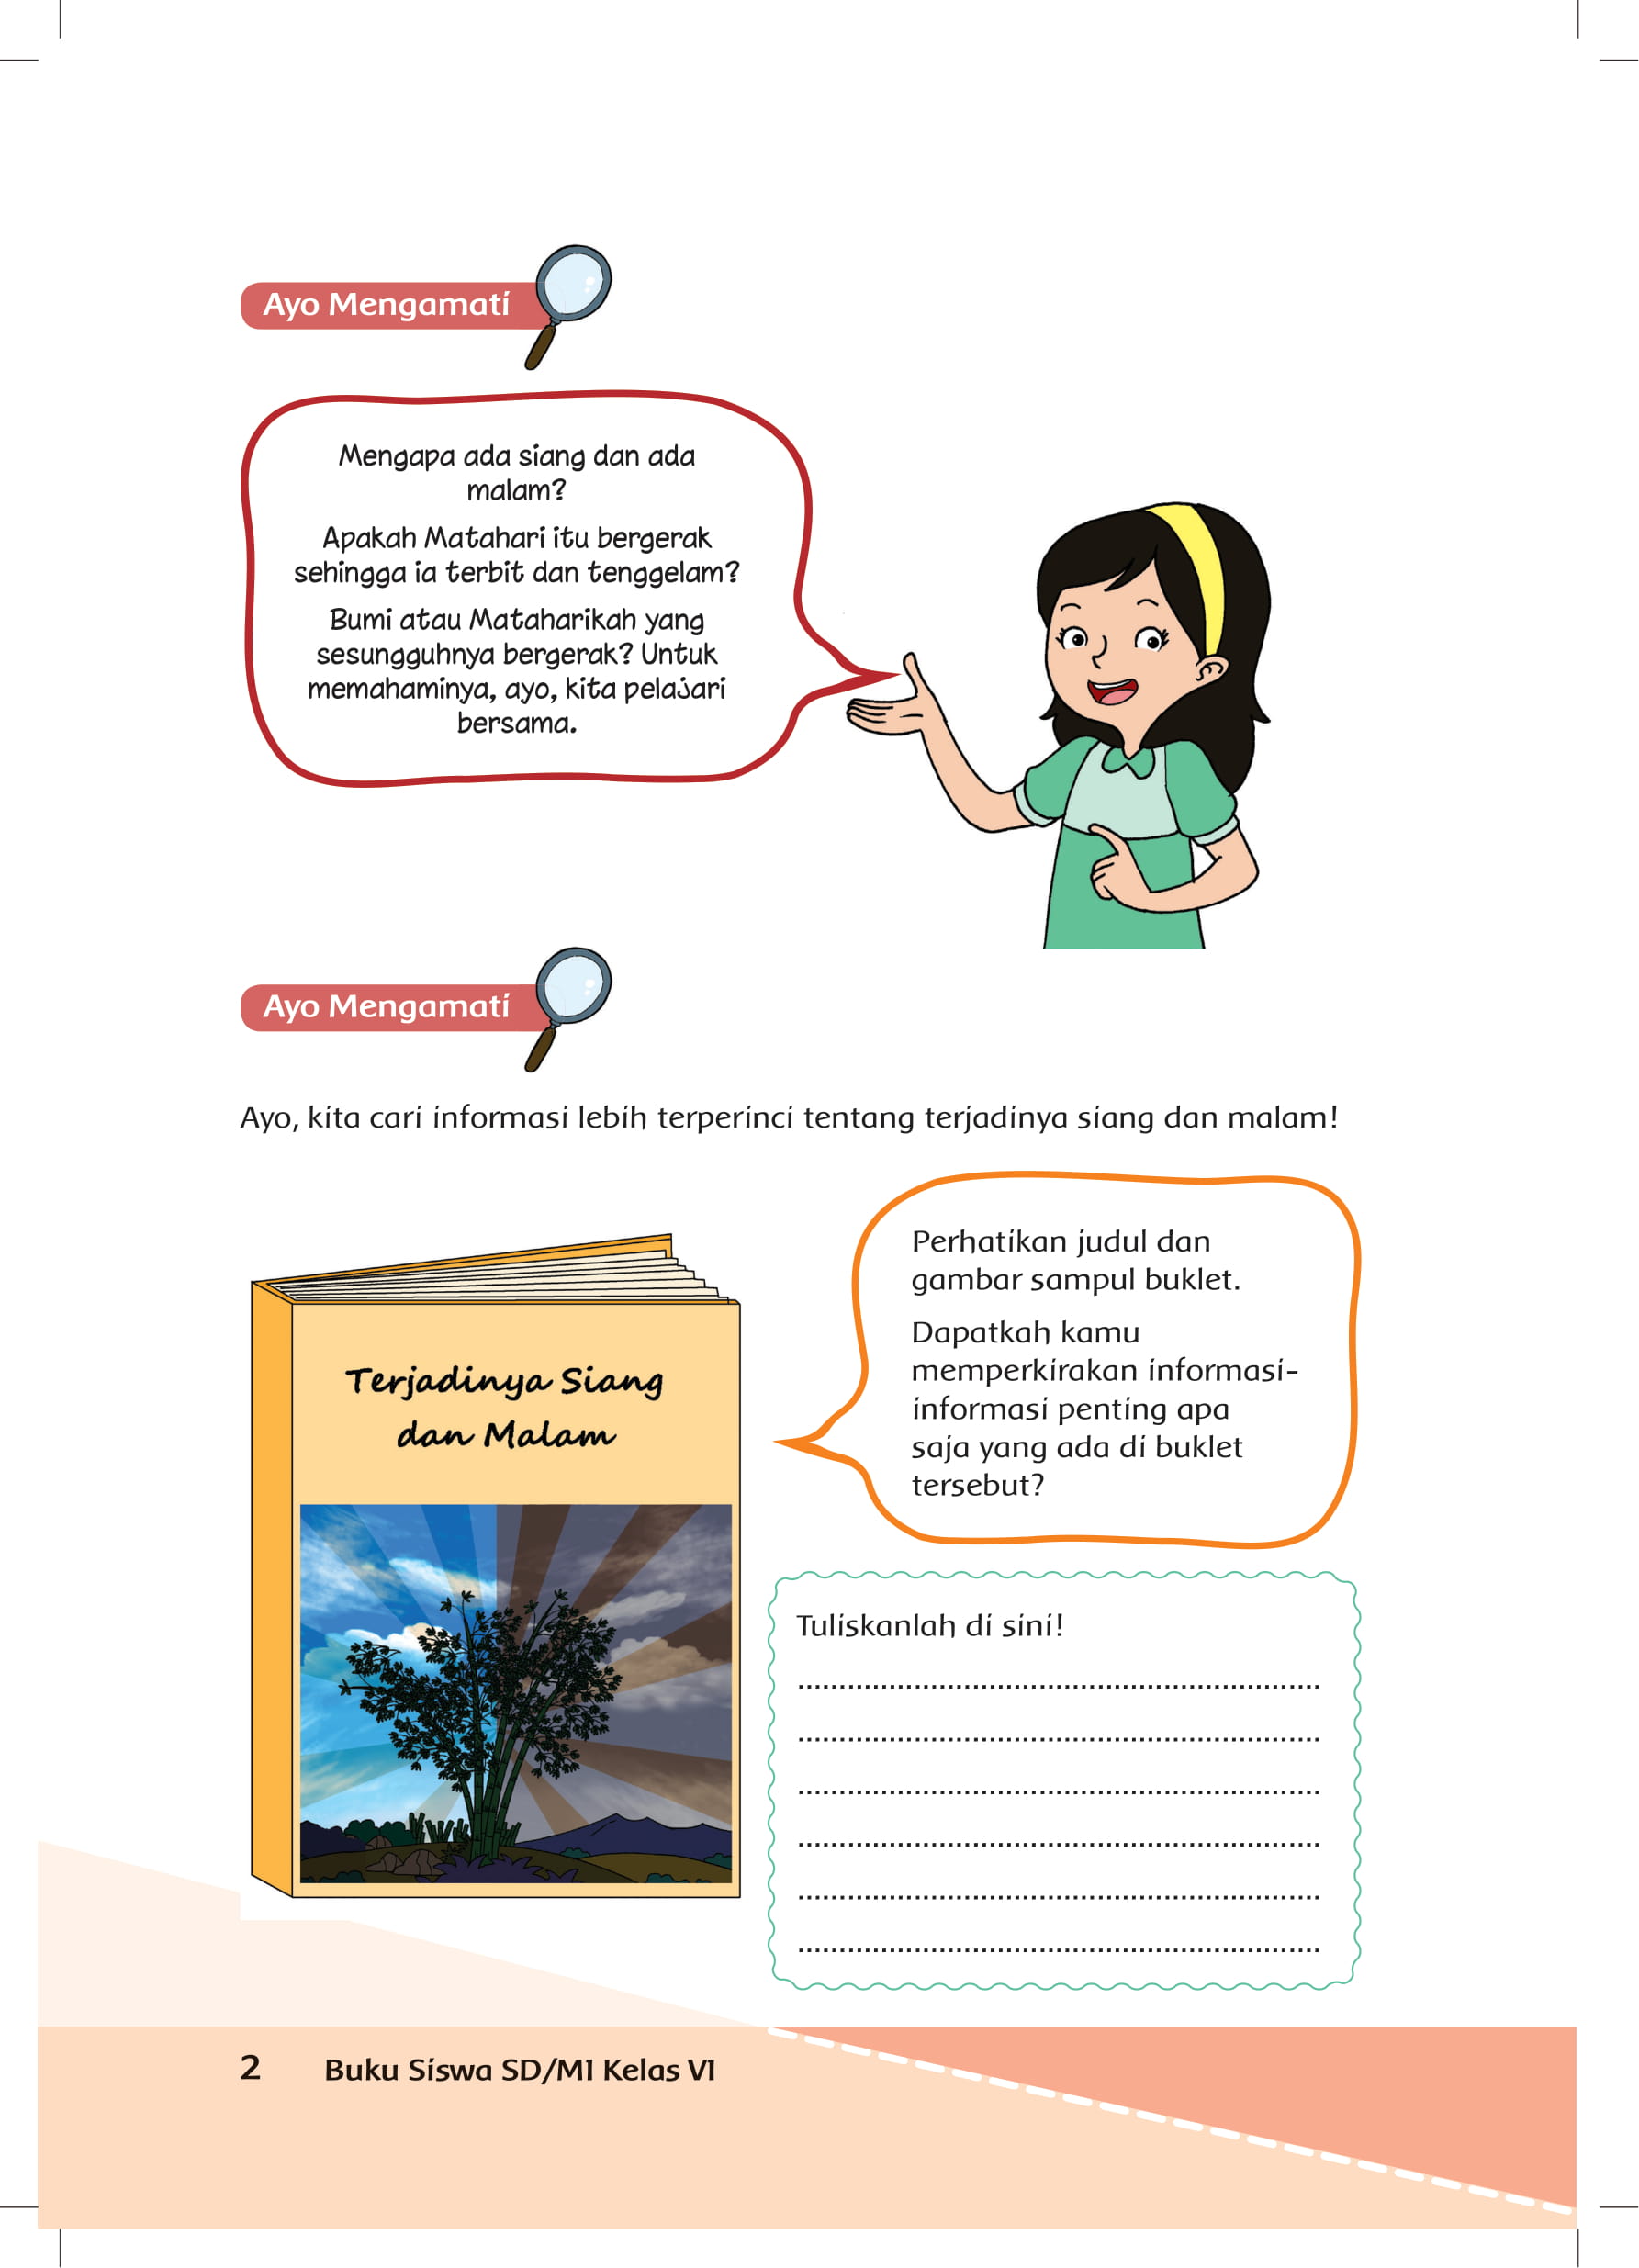 Ayo Mengamati
Mengapa ada siang dan ada
malam?
Apakah Matahari itu bergerak
sehingga ia terbit dan tenggelam?
Bumi atau Mataharikah yang
sesungguhnya bergerak? Untuk
memahaminya, ayo, kita pelajari
bersama.
Ayo Mengamati
Ayo, kita cari informasi lebih terperinci tentang terjadinya siang dan malam!
Terjadinya Siang
dan Malam
Perhatikan judul dan
gambar sampul buklet.
Dapatkah kamu
memperkirakan informasi-
informasi penting apa
saja yang ada di buklet
tersebut?
Tuliskanlah di sini!
2 Buku Siswa SD/MI Kelas VI